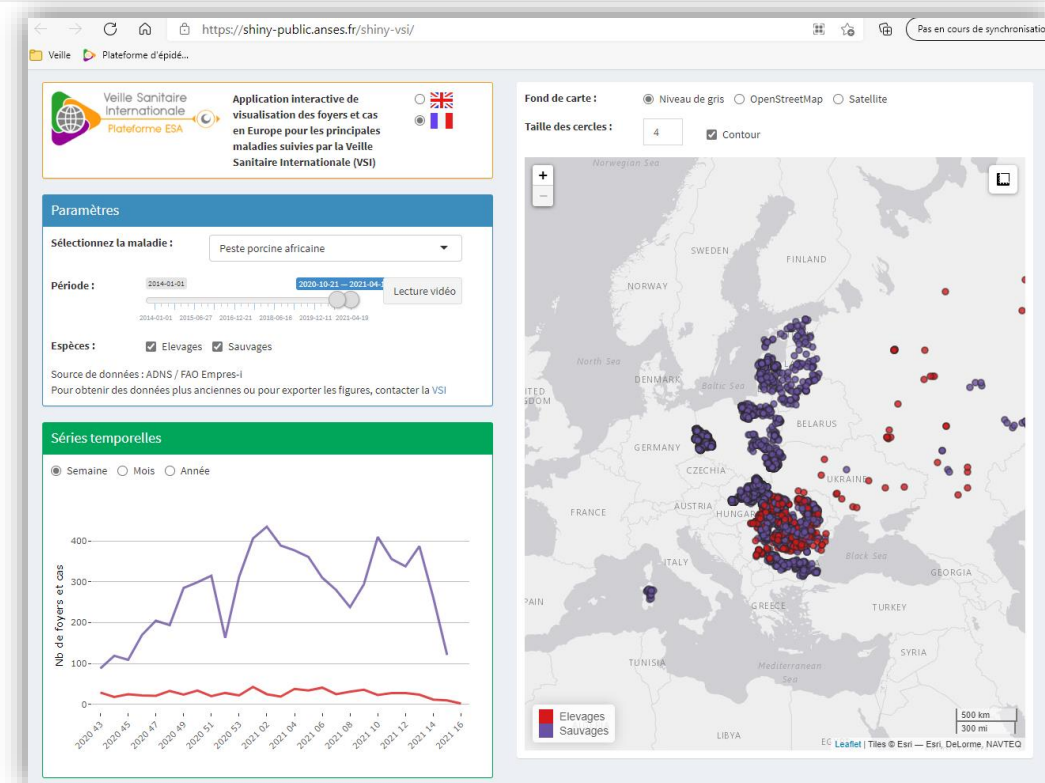 https://shiny-public.anses.fr/shiny-vsi/
Pas en cours de synchronisatio
Veille
Plateforme d'épidé...
Veille Sanitaire
Internationale
Plateforme ESA
Application interactive de
visualisation des foyers et cas
en Europe pour les principales
maladies suivies par la Veille
Sanitaire Internationale (VSI)
Paramètres
Sélectionnez la maladie :
Peste porcine africaine
Période :
2014-01-01
2020-10-21 — 2021-04-1
Lecture vidéo
2014-01-01 2015-06-27 2016-12-21 2018-06-16 2019-12-11 2021-04-19
Espèces :
Elevages
Sauvages
Source de données : ADNS / FAO Empres-i
Pour obtenir des données plus anciennes ou pour exporter les figures, contacter la VSI
Séries temporelles
Semaine
Mois
Année
Nb de foyers et cas
400-
300-
200-
100-
0-
2020 43
2020 45
2020 47
2020 49
2020 51
2020 53
2021 02
2021 04
2021 06
2021 08
2021 10
2021 12
2021 14
2021 16
Fond de carte :
Niveau de gris
OpenStreetMap
Satellite
Taille des cercles :
4
Contour
+
−
Norwegian Sea
SWEDEN
FINLAND
NORWAY
North Sea
DENMARK
Baltic Sea
ITED
GDOM
BELARUS
GERMANY
CZECHIA
UKRAINE
FRANCE
AUSTRIA
HUNGAR
ITALY
Black Sea
GEORGIA
PAIN
GREECE
TURKEY
TUNISIA
Mediterranean
Sea
SYRIA
LIBYA
Elevages
Sauvages
500 km
300 mi
EG
Leaflet | Tiles © Esri — Esri, DeLorme, NAVTEQ